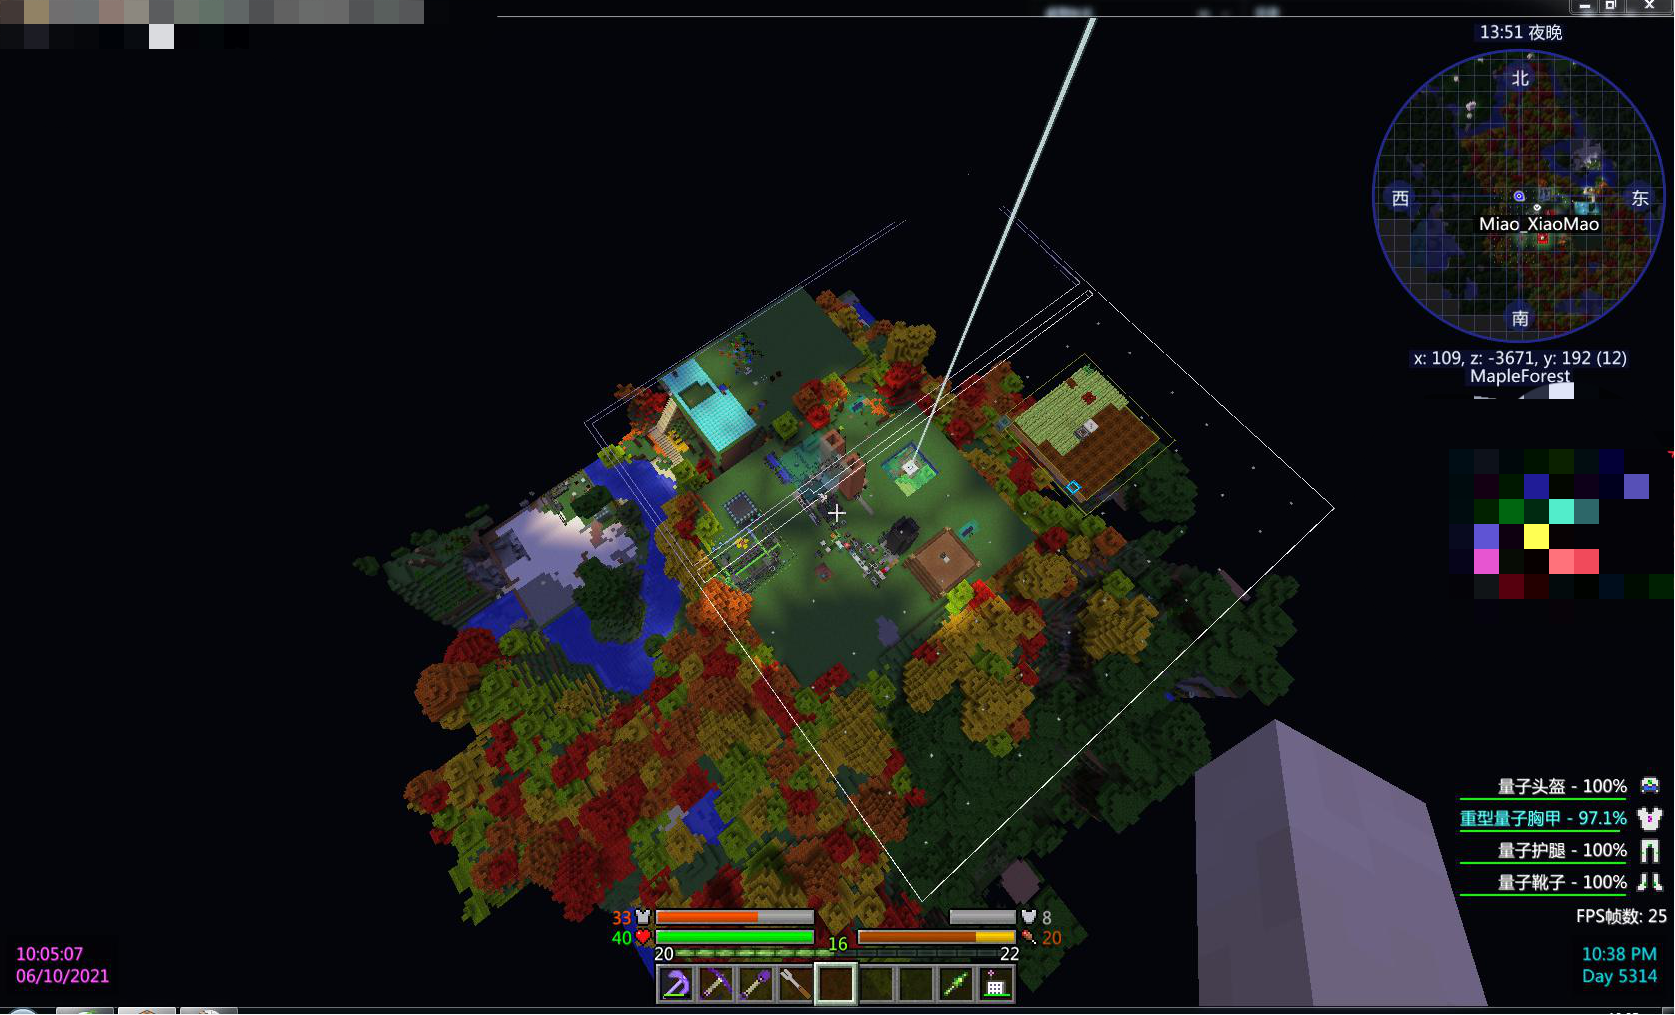 13:51 夜晚
北
西
东
Miao_XiaoMao
南
x: 109, z: -3671, y: 192 (12)
MapleForest
量子头盔 - 100%
重型量子胸甲 - 97.1%
量子护腿 - 100%
量子靴子 - 100%
FPS帧数: 25
33
8
40
16
20
20
22
10:05:07
06/10/2021
10:38 PM
Day 5314